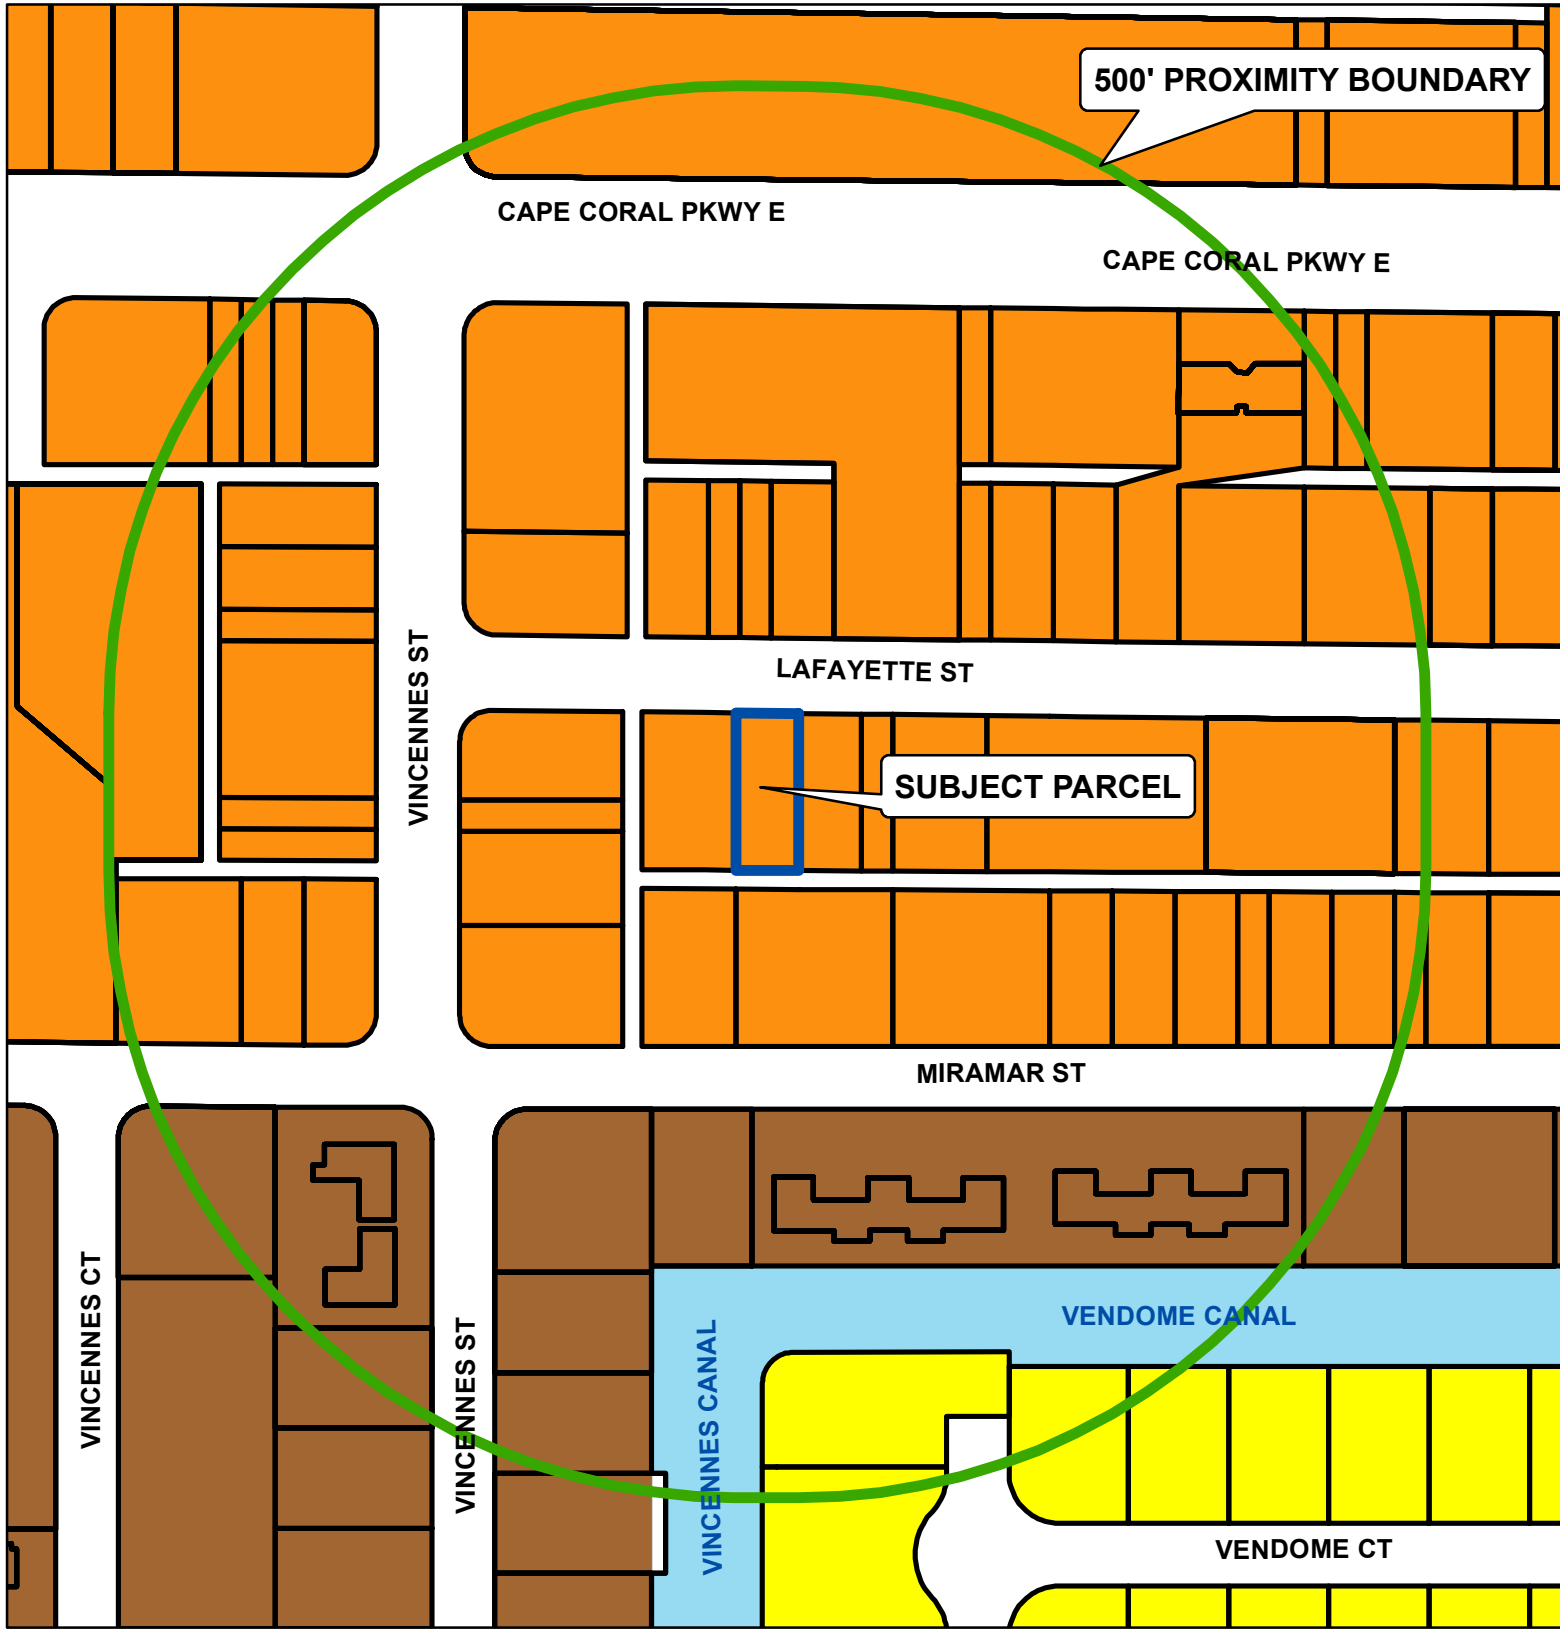 500' PROXIMITY BOUNDARY
CAPE CORAL PKWY E
CAPE CORAL PKWY E
LAFAYETTE ST
VINCENNES ST
SUBJECT PARCEL
MIRAMAR ST
VINCENNES CT
VINCENNES ST
VINCENNES CANAL
VENDOME CANAL
VENDOME CT